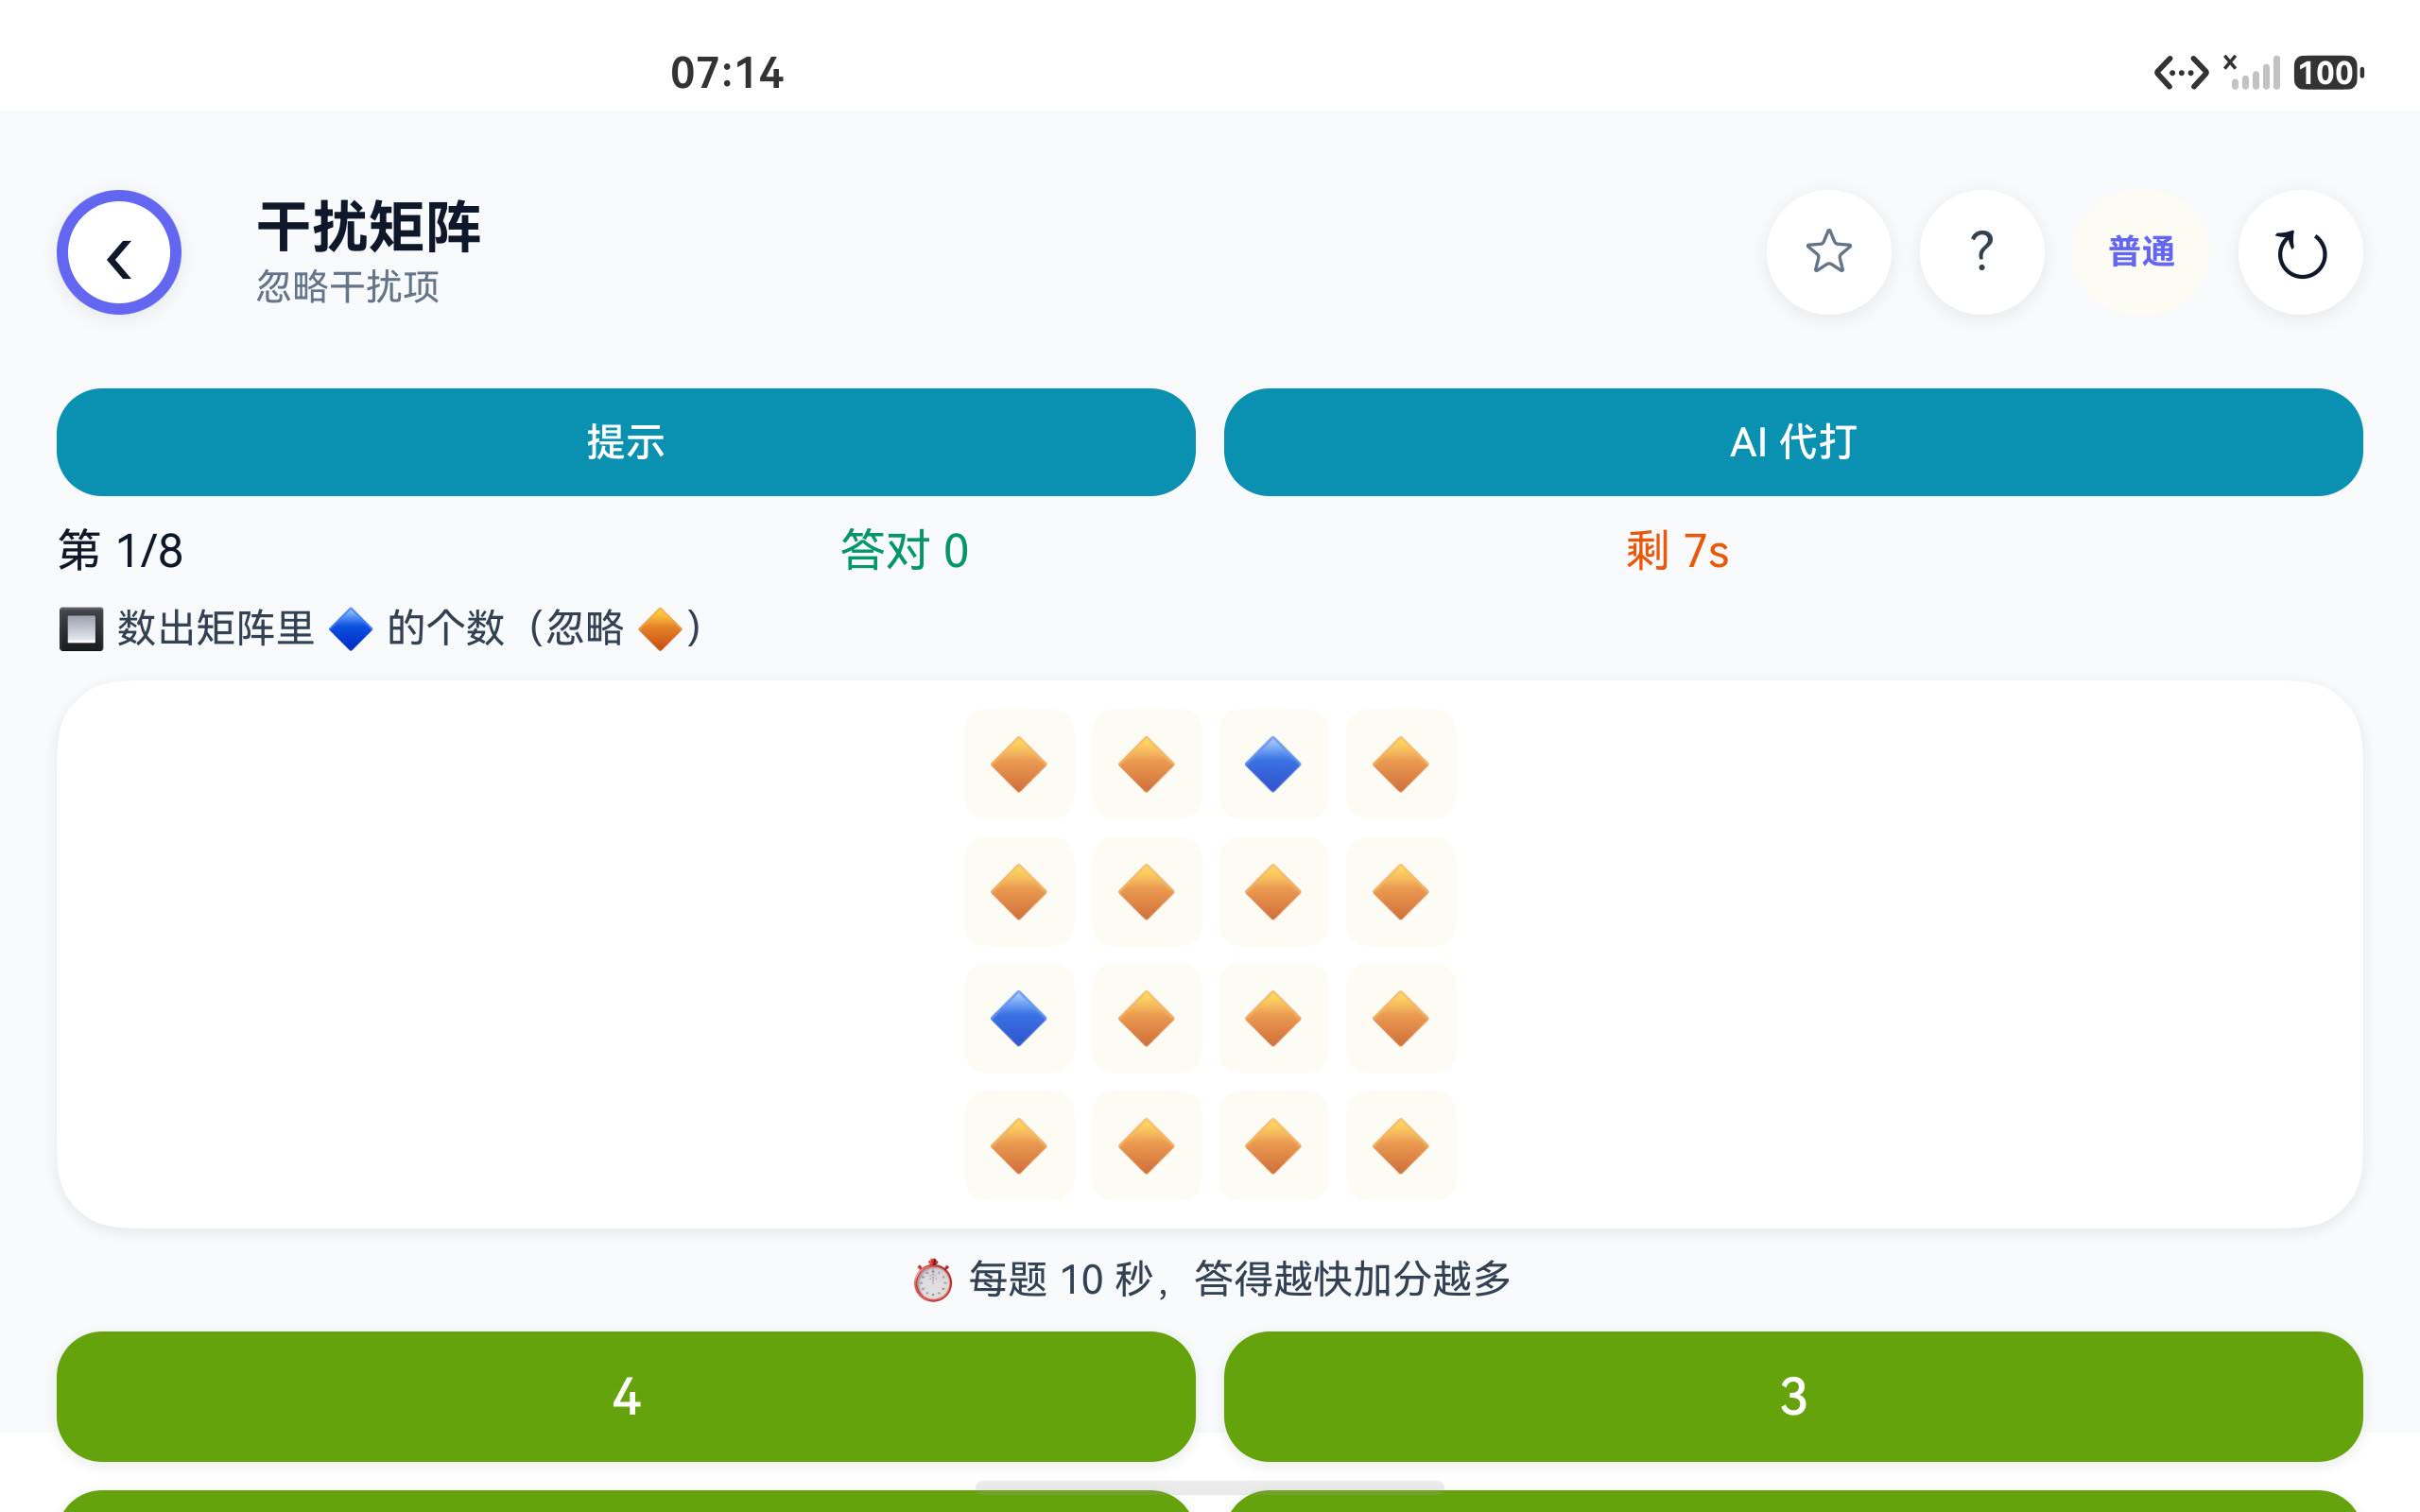 07:14
100
干扰矩阵
忽略干扰项
?
普通
提示
AI 代打
第 1/8
答对 0
剩 7s
🔲 数出矩阵里 🔷 的个数（忽略 🔶）
⏱ 每题 10 秒，答得越快加分越多
4
3